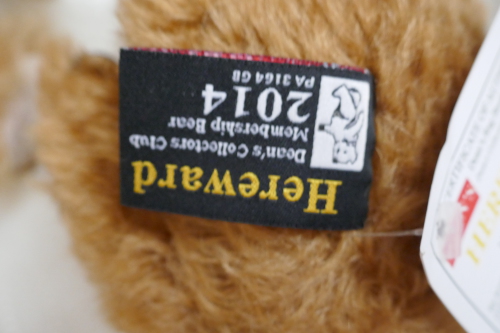 Hereward
Dean's Collectors Club
Membership Bear
2014
PA 3164 GB